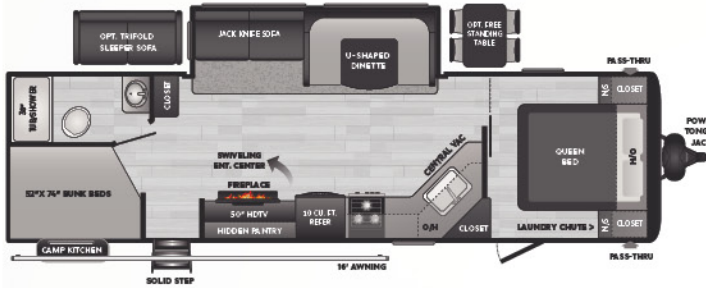 OPT. TRIFOLD
SLEEPER SOFA
JACK KNIFE SOFA
U-SHAPED
DINETTE
OPT. FREE
STANDING
TABLE
PASS-THRU
TUB/SHOWER
CLOSET
N/S
CLOSET
CENTRAL VAC
QUEEN
BED
H/O
POW
TONG
JAC
SWIVELING
ENT. CENTER
FIREPLACE
52"X 74" BUNK BEDS
50" HDTV
HIDDEN PANTRY
10 CU. FT.
REFER
O/H
CLOSET
LAUNDRY CHUTE >
N/S
CLOSET
CAMP KITCHEN
PASS-THRU
16' AWNING
SOLID STEP